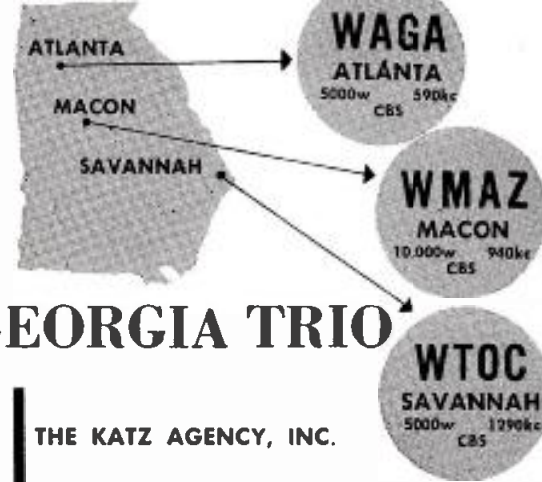 ATLANTA
MACON
SAVANNAH
WAGA
ATLANTA
5000w 590kc
CBS
WMAZ
MACON
10,000w 940kc
CBS
WTOC
SAVANNAH
5000w 1290kc
CBS
EORGIA TRIO
THE KATZ AGENCY, INC.